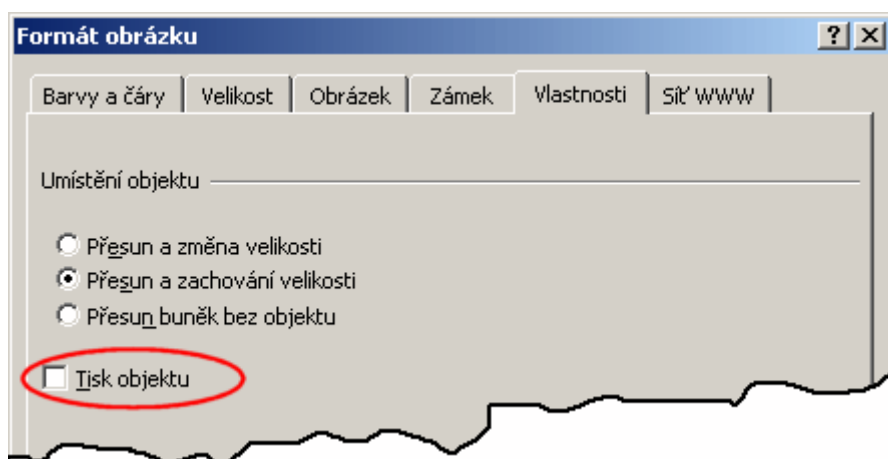 Formát obrázku
Barvy a čáry Velikost Obrázek Zámek Vlastnosti Síť WWW
Umístění objektu
Přesun a změna velikosti
Přesun a zachování velikosti
Přesun buněk bez objektu
Tisk objektu